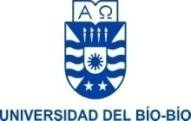 Α Ω
UNIVERSIDAD DEL BÍO-BÍO